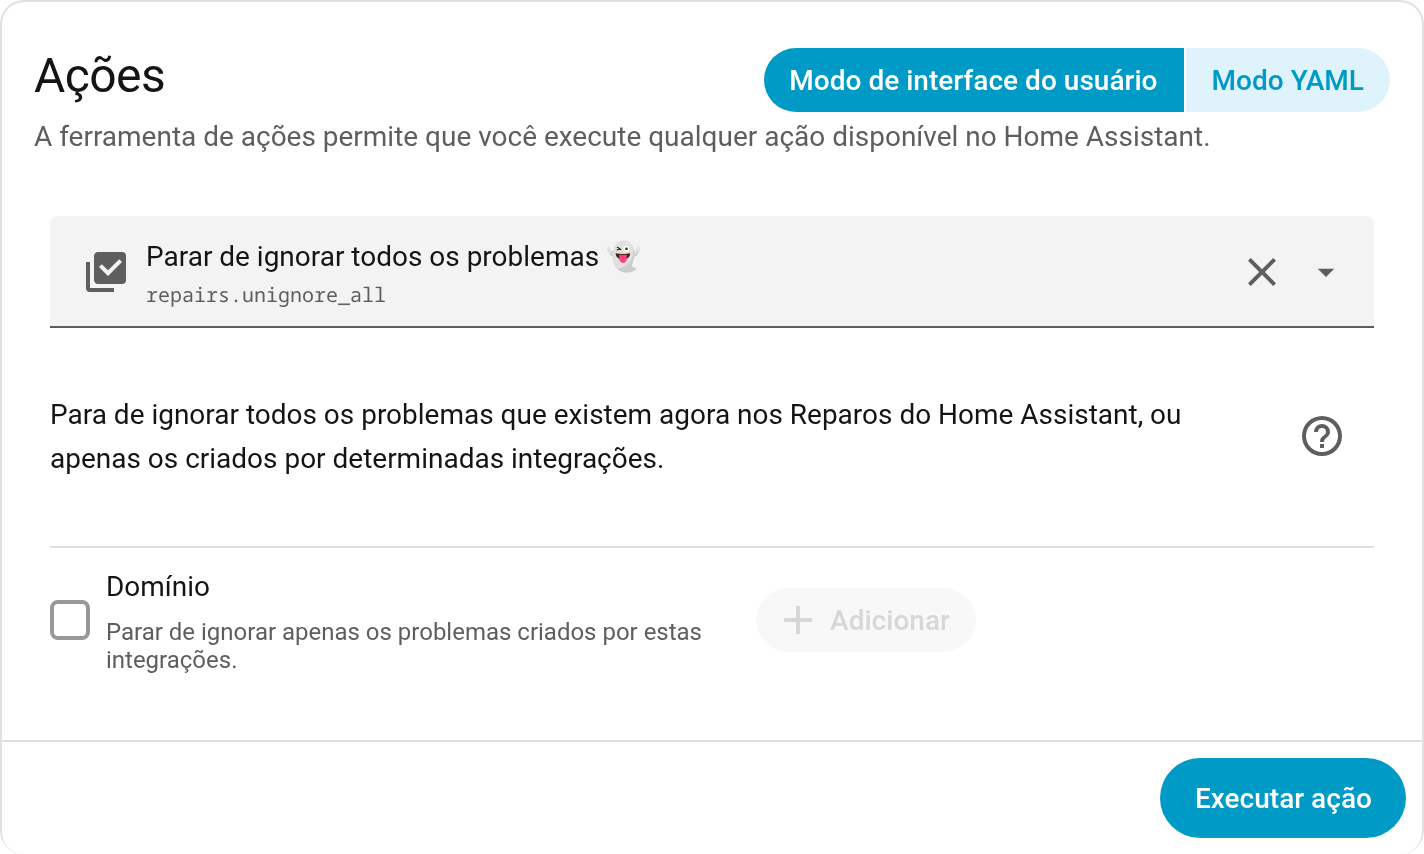 Ações
Modo de interface do usuário
Modo YAML
A ferramenta de ações permite que você execute qualquer ação disponível no Home Assistant.
Parar de ignorar todos os problemas 👻
repairs.unignore_all
Para de ignorar todos os problemas que existem agora nos Reparos do Home Assistant, ou
apenas os criados por determinadas integrações.
Domínio
Parar de ignorar apenas os problemas criados por estas
integrações.
Adicionar
Executar ação